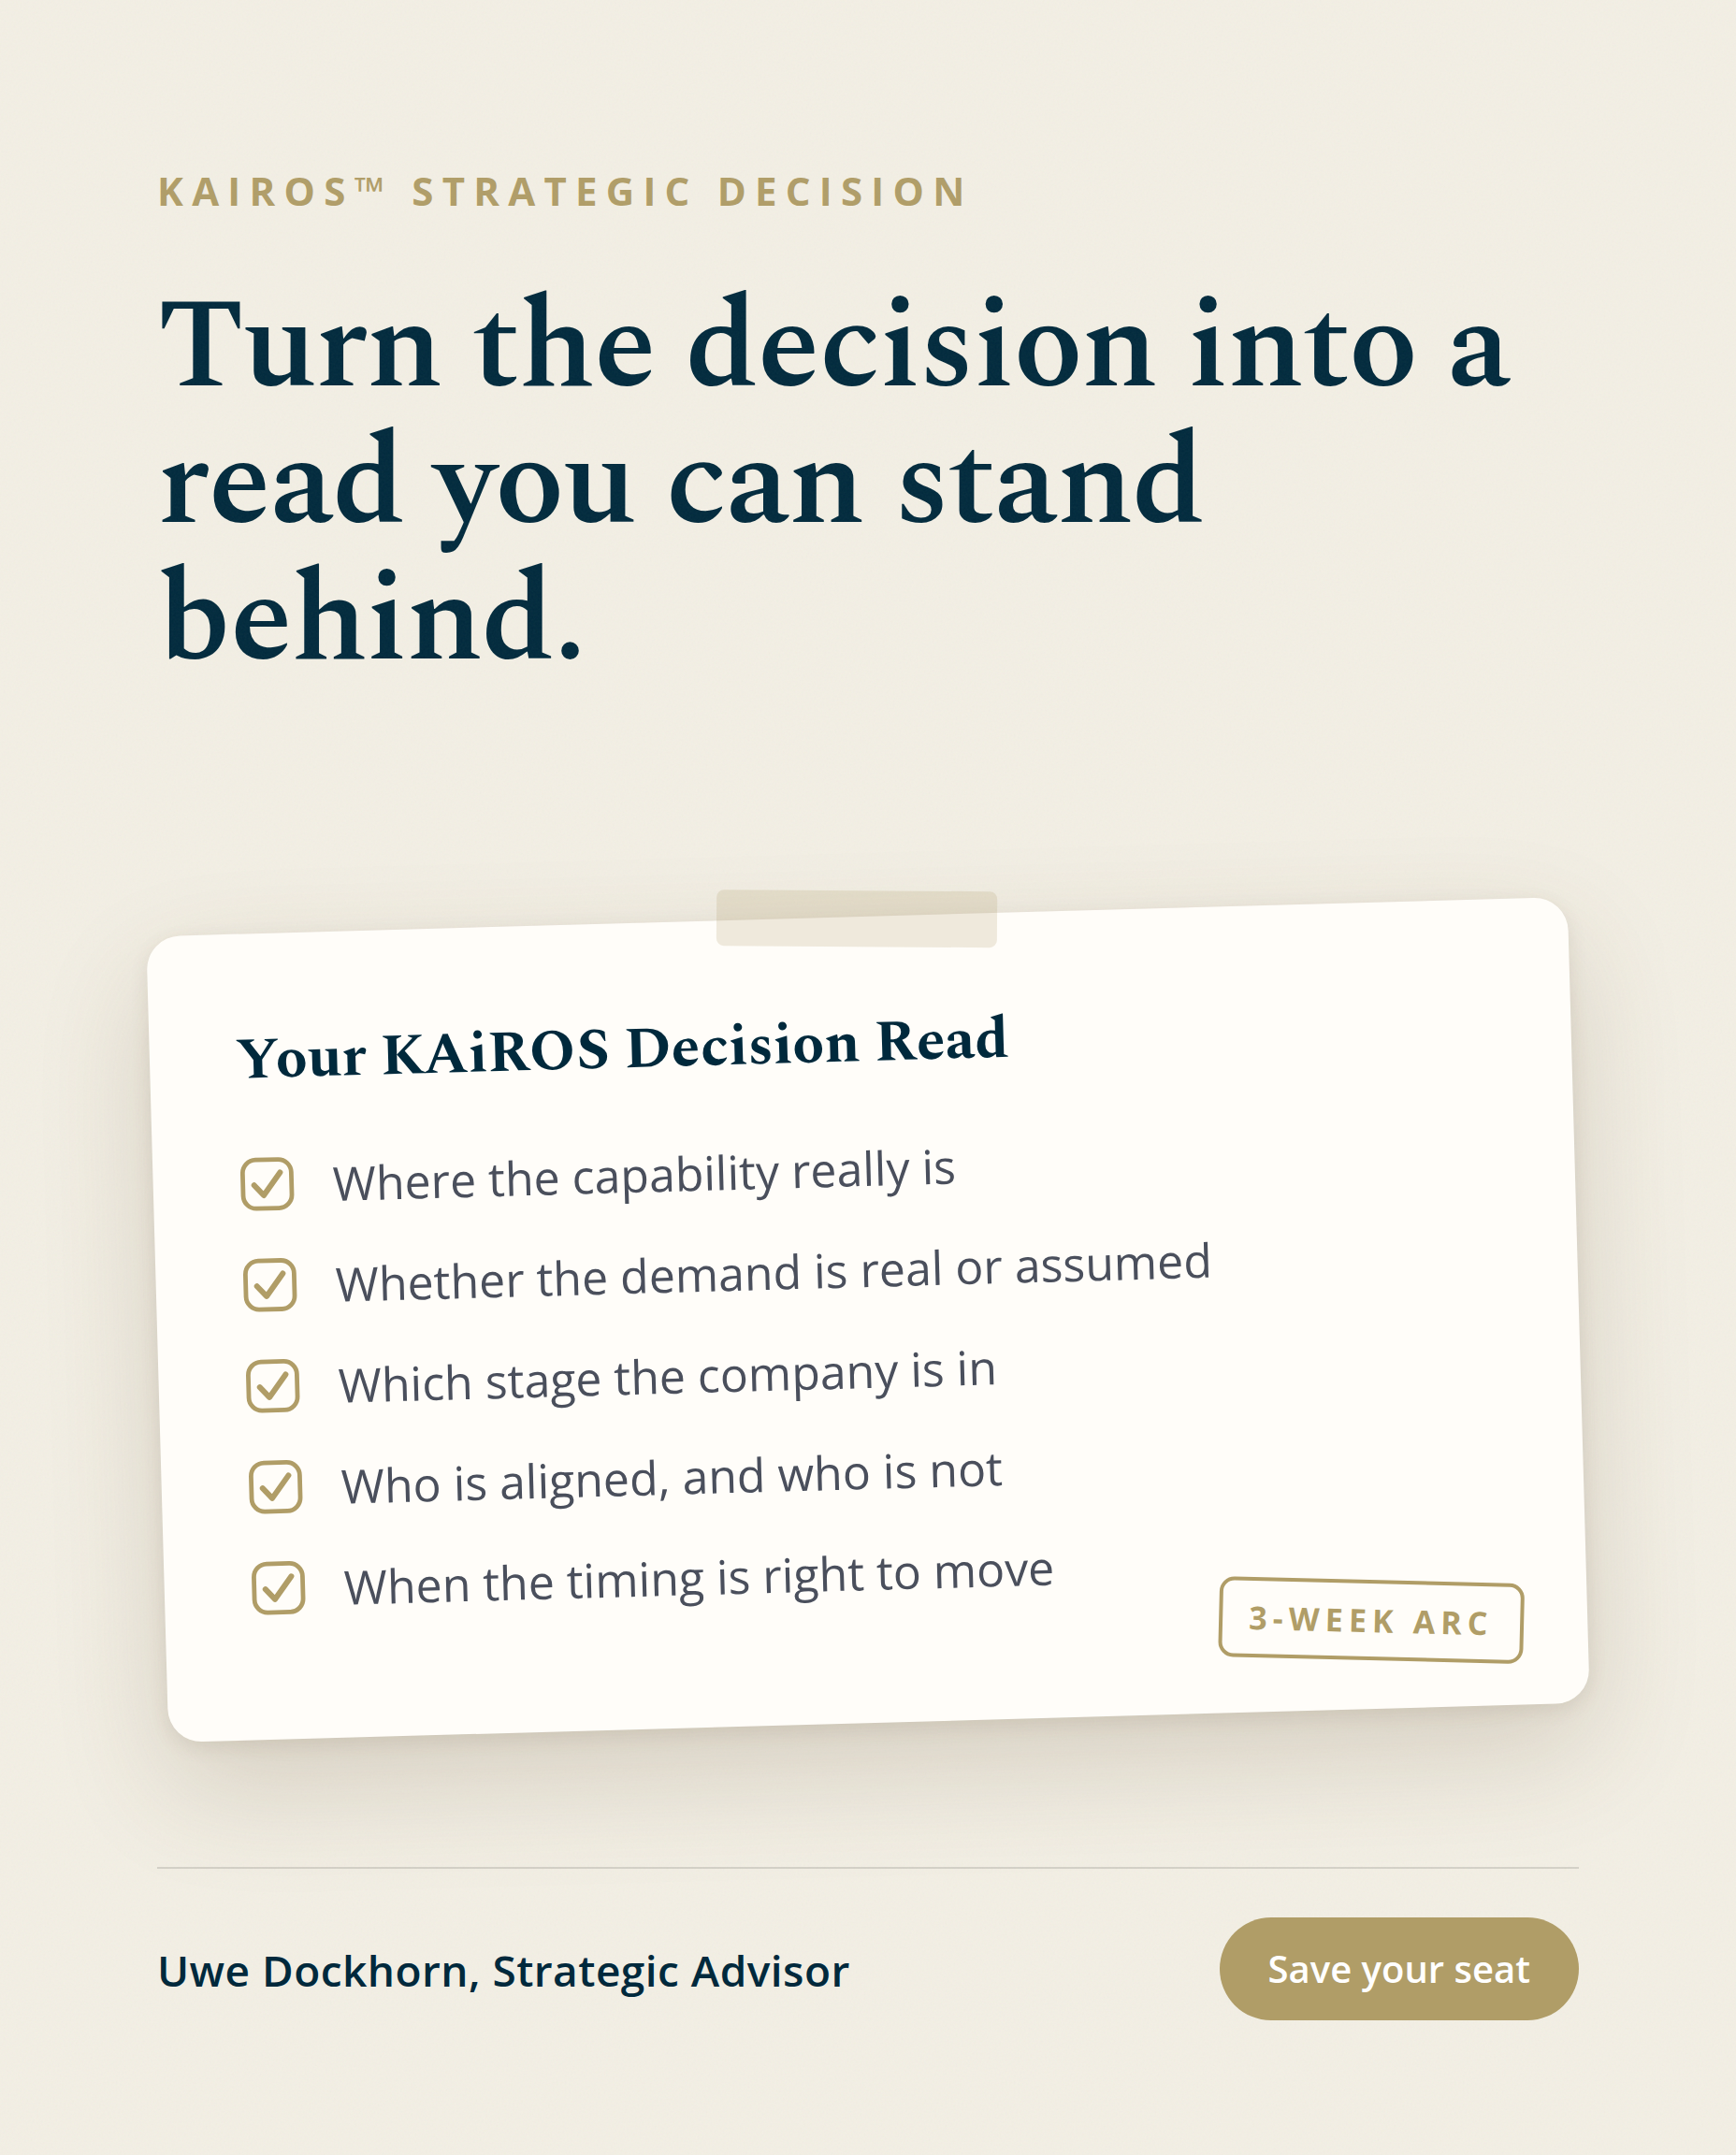 KAIROS™ STRATEGIC DECISION
Turn the decision into a
read you can stand
behind.
Your KAiROS Decision Read
Where the capability really is
Whether the demand is real or assumed
Which stage the company is in
Who is aligned, and who is not
When the timing is right to move
3-WEEK ARC
Uwe Dockhorn, Strategic Advisor
Save your seat